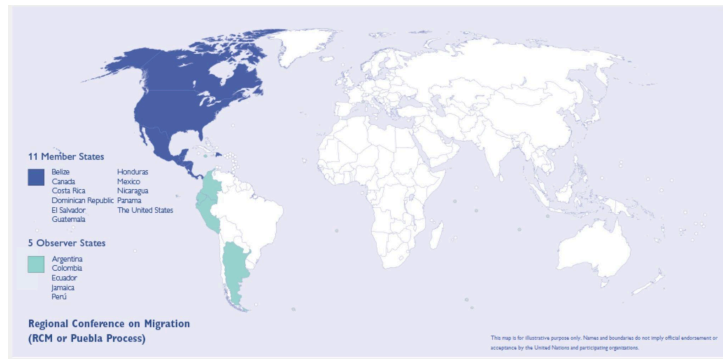 11 Member States
Belize
Canada
Costa Rica
Dominican Republic
El Salvador
Guatemala
Honduras
Mexico
Nicaragua
Panama
The United States
5 Observer States
Argentina
Colombia
Ecuador
Jamaica
Perú
Regional Conference on Migration
(RCM or Puebla Process)
This map is for illustrative purpose only. Names and boundaries do not imply official endorsement or
acceptance by the United Nations and participating organizations.